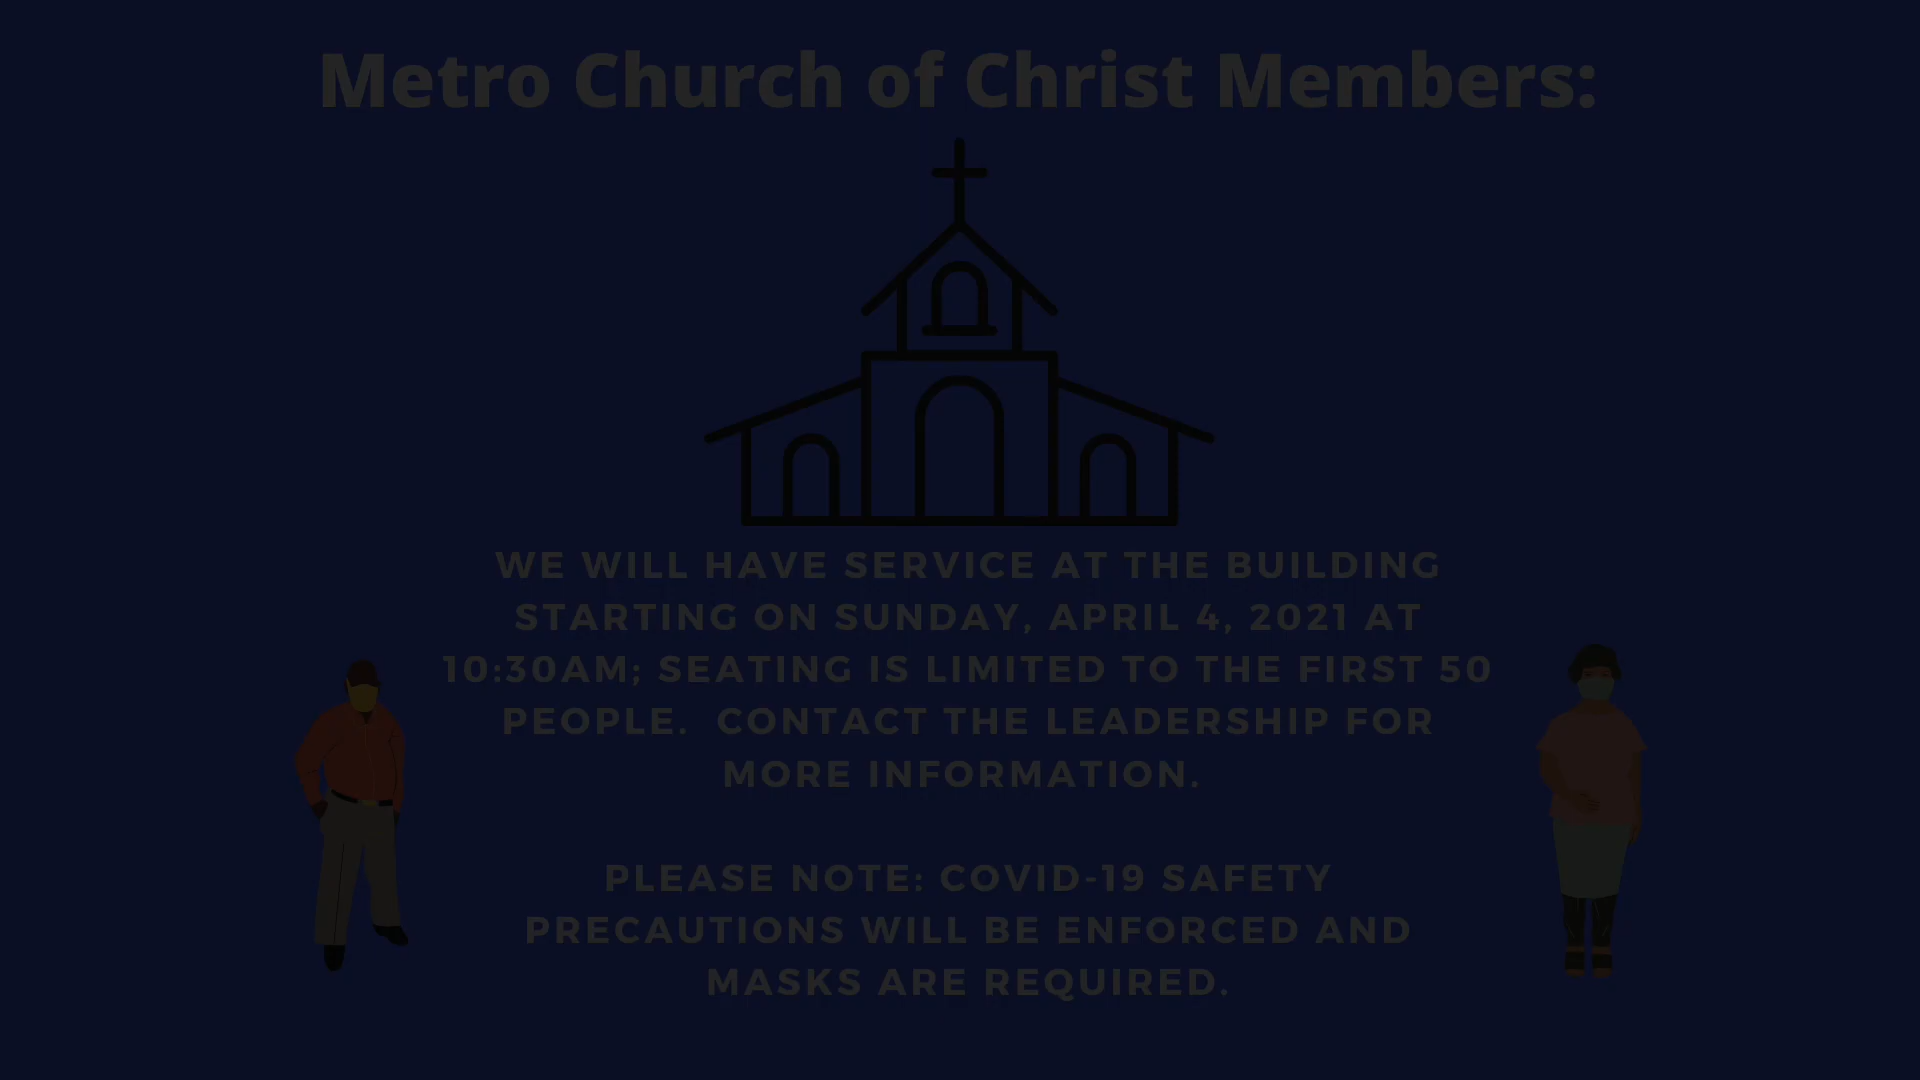 Metro Church of Christ Members:
WE WILL HAVE SERVICE AT THE BUILDING
STARTING ON SUNDAY, APRIL 4, 2021 AT
10:30AM; SEATING IS LIMITED TO THE FIRST 50
PEOPLE.  CONTACT THE LEADERSHIP FOR
MORE INFORMATION.
PLEASE NOTE: COVID-19 SAFETY
PRECAUTIONS WILL BE ENFORCED AND
MASKS ARE REQUIRED.